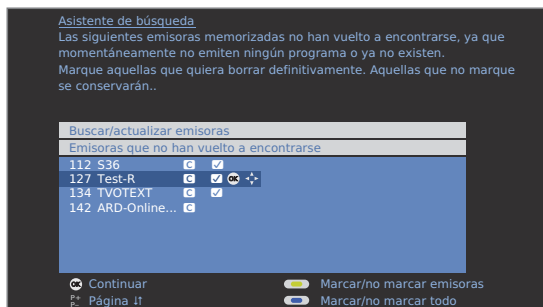 Asistente de búsqueda
Las siguientes emisoras memorizadas no han vuelto a encontrarse, ya que
momentáneamente no emiten ningún programa o ya no existen.
Marque aquellas que quiera borrar definitivamente. Aquellas que no marque
se conservarán..
Buscar/actualizar emisoras
Emisoras que no han vuelto a encontrarse
112 S36 C
127 Test-R C OK
134 TVOTEXT C
142 ARD-Online... C
OK Continuar Marcar/no marcar emisoras
P+ P– Página Marcar/no marcar todo